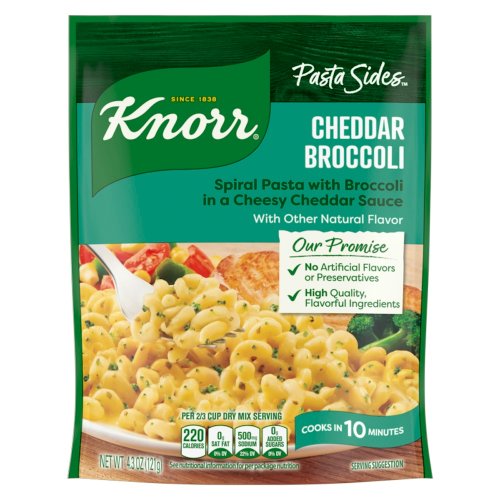 Pasta Sides™
SINCE 1838
Knorr®
CHEDDAR
BROCCOLI
Spiral Pasta with Broccoli
in a Cheesy Cheddar Sauce
With Other Natural Flavor
Our Promise
✓ No Artificial Flavors
or Preservatives
✓ High Quality,
Flavorful Ingredients
PER 2/3 CUP DRY MIX SERVING
220
CALORIES
0g
SAT FAT
0% DV
500mg
SODIUM
22% DV
0g
ADDED
SUGARS
0% DV
COOKS IN 10 MINUTES
NET WT 4.3 OZ (121g)
See nutritional information for per package nutrition
SERVING SUGGESTION